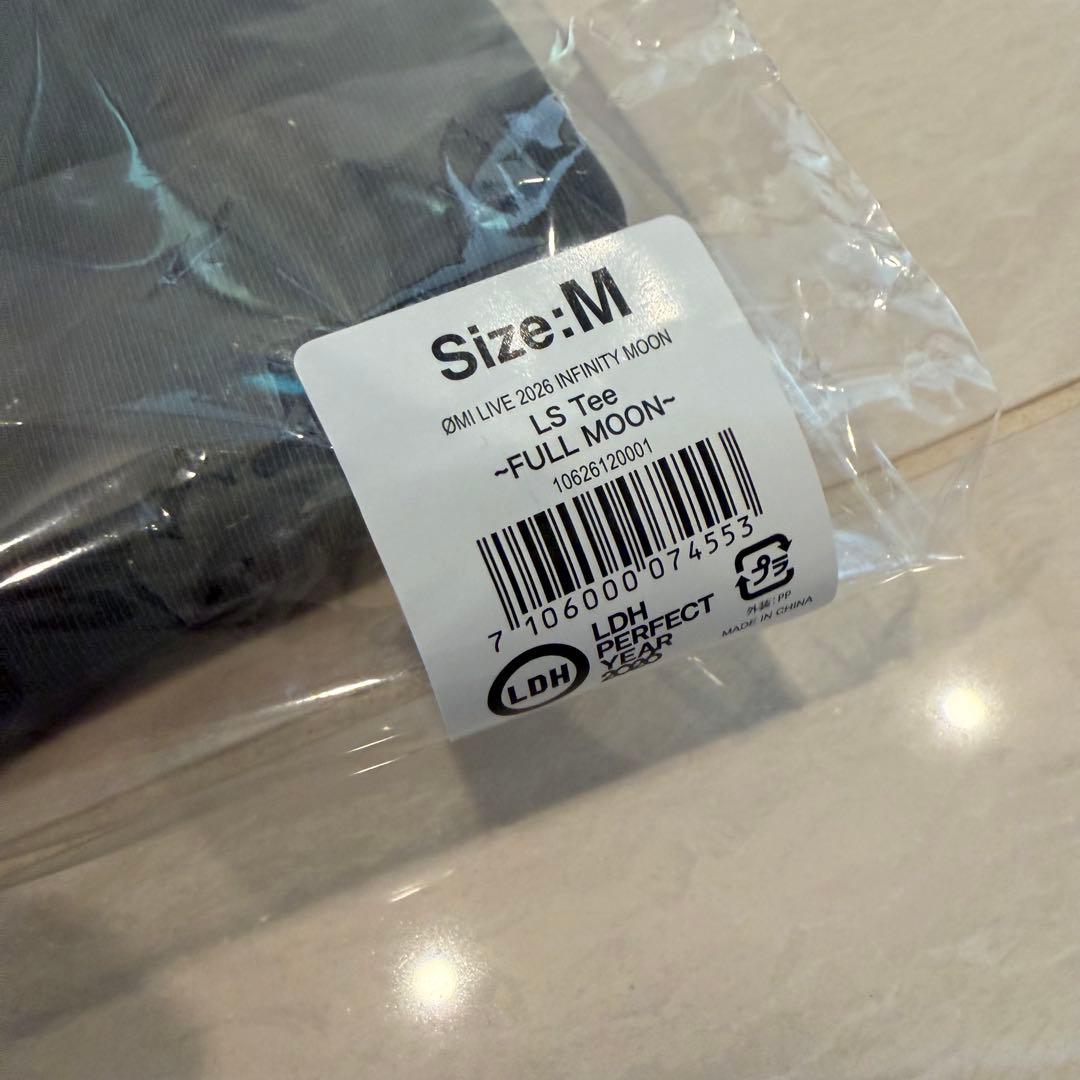 Size:M
ØMI LIVE 2026 INFINITY MOON
LS Tee
~FULL MOON~
10626120001
7 106000 074553
プラ
外装:PP
MADE IN CHINA
LDH
LDH
PERFECT
YEAR